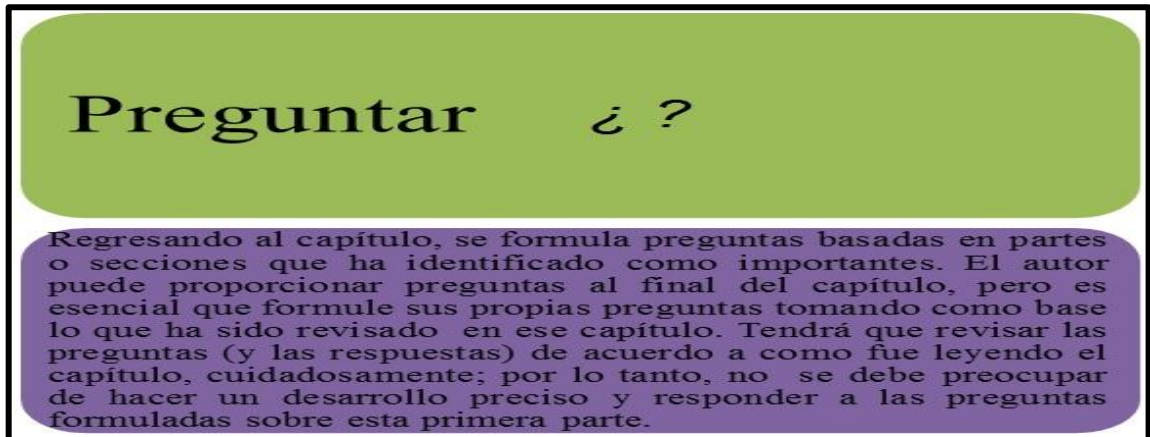 Preguntar ¿ ?
Regresando al capítulo, se formula preguntas basadas en partes
o secciones que ha identificado como importantes. El autor
puede proporcionar preguntas al final del capítulo, pero es
esencial que formule sus propias preguntas tomando como base
lo que ha sido revisado en ese capítulo. Tendrá que revisar las
preguntas (y las respuestas) de acuerdo a como fue leyendo el
capítulo, cuidadosamente; por lo tanto, no se debe preocupar
de hacer un desarrollo preciso y responder a las preguntas
formuladas sobre esta primera parte.